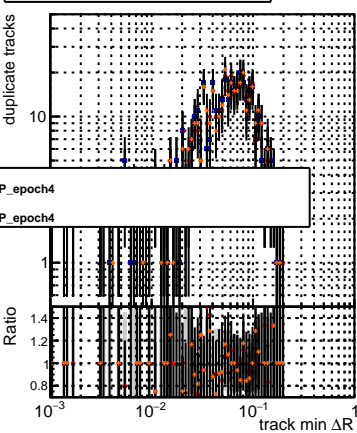 duplicate tracks
10
P_epoch4
P_epoch4
1
Ratio
1.4
1.2
1
0.8
10⁻³ 10⁻² 10⁻¹ 1
track min ΔR